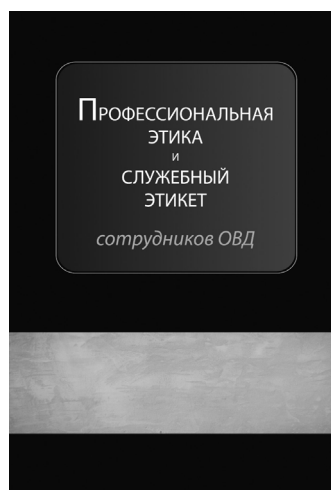 ПРОФЕССИОНАЛЬНАЯ
ЭТИКА
И
СЛУЖЕБНЫЙ
ЭТИКЕТ
сотрудников ОВД